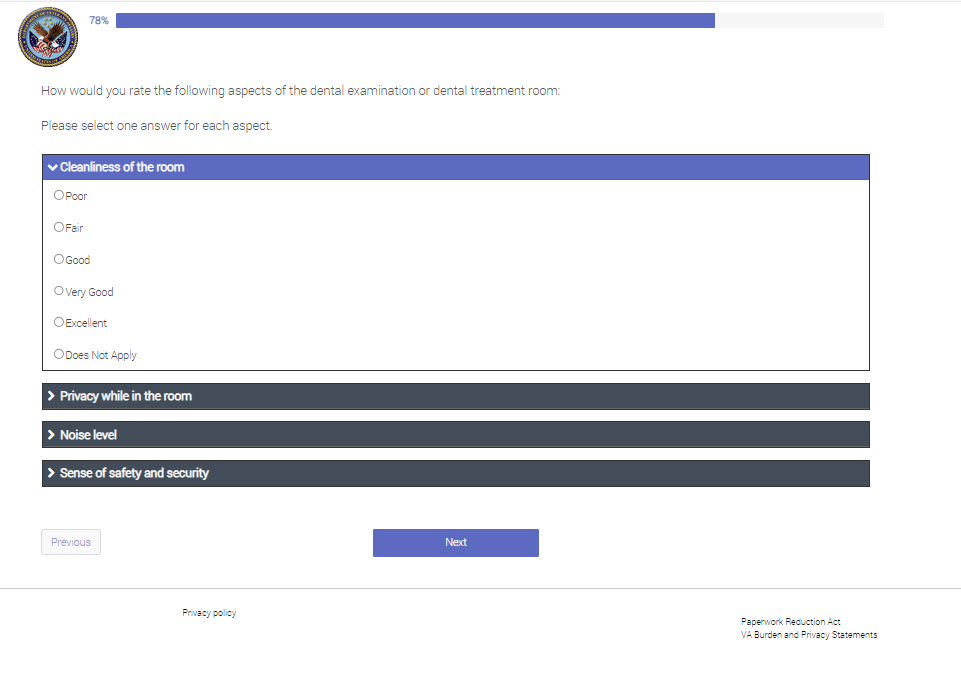 78%
How would you rate the following aspects of the dental examination or dental treatment room:
Please select one answer for each aspect.
Cleanliness of the room
Poor
Fair
Good
Very Good
Excellent
Does Not Apply
Privacy while in the room
Noise level
Sense of safety and security
Previous
Next
Privacy policy
Paperwork Reduction Act
VA Burden and Privacy Statements